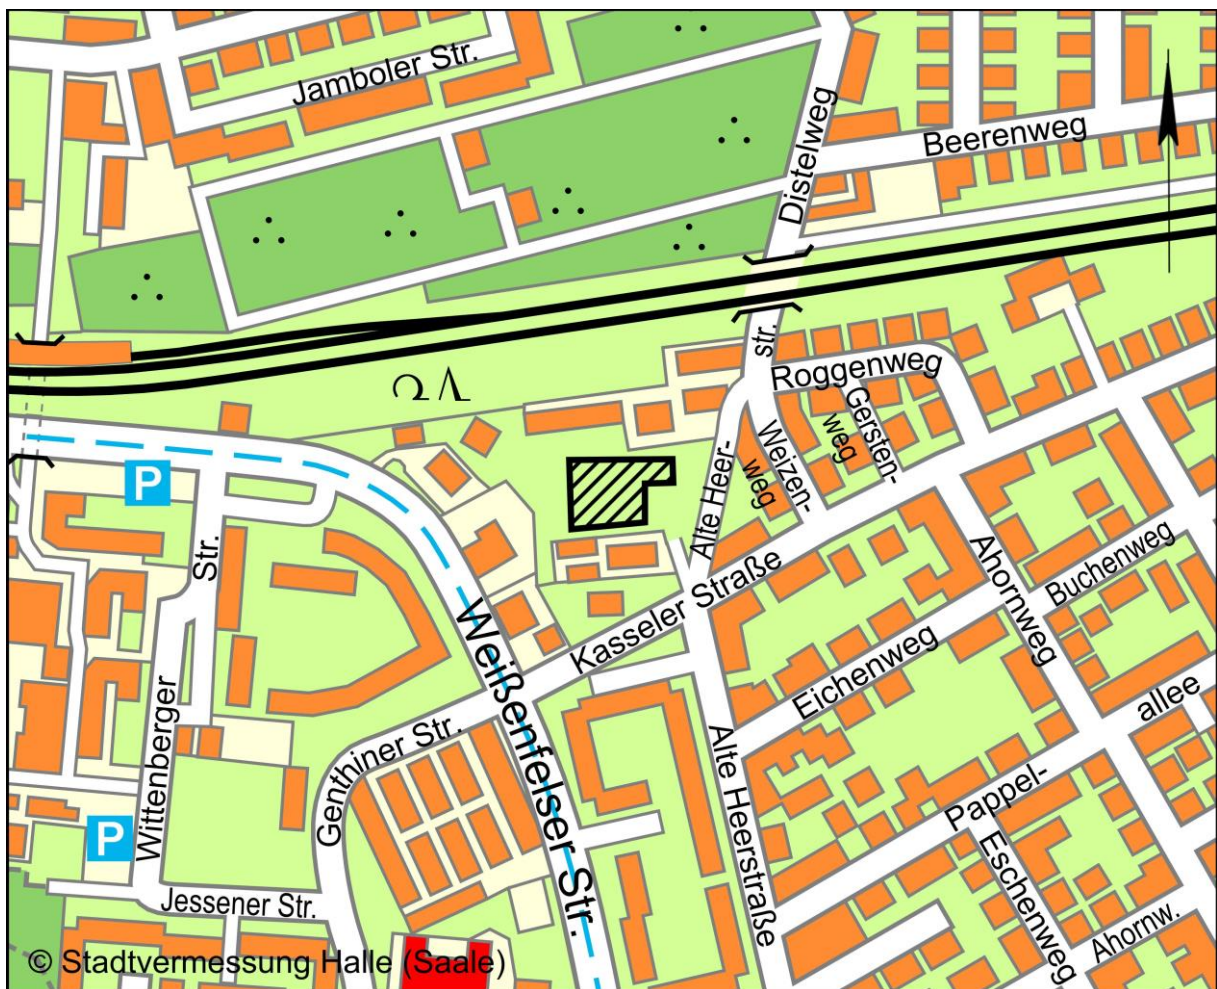 Jamboler Str.
Beerenweg
Distelweg
str.
Roggenweg
Gersten-
weg
Weizen-
weg
Alte Heer-
P
Str.
Ahornweg
Buchenweg
Kasseler Straße
Eichenweg
allee
Weißenfelser Str.
Genthiner Str.
Wittenberger
Alte Heerstraße
Pappel-
P
Eschenweg
Jessener Str.
Ahornw.
© Stadtvermessung Halle (Saale)